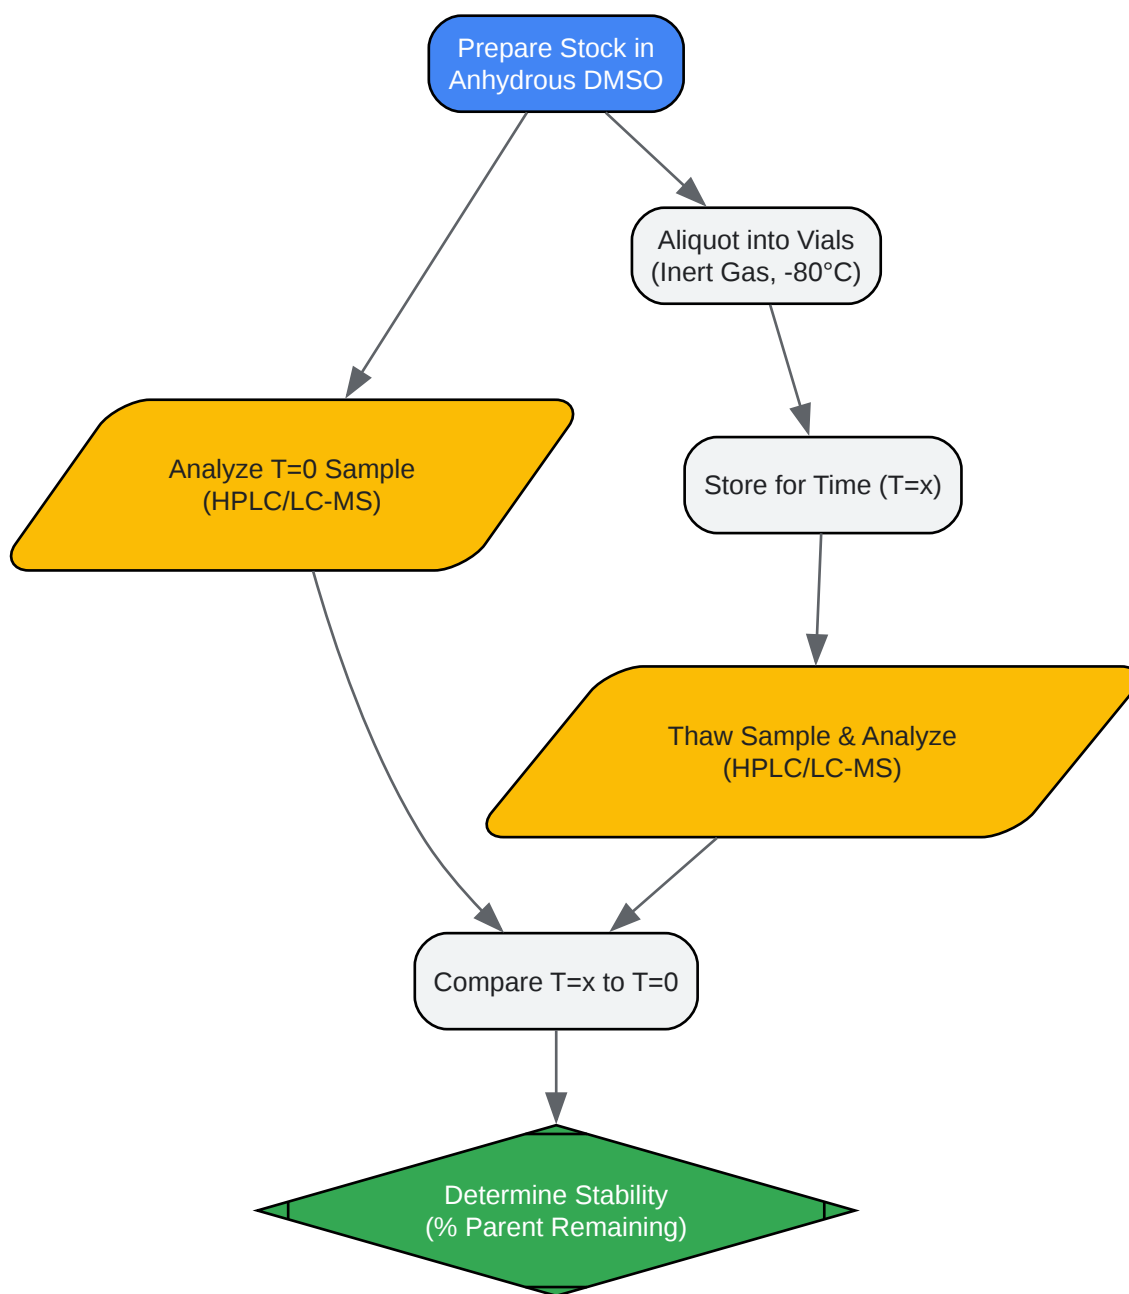 Prepare Stock in
Anhydrous DMSO
Aliquot into Vials
(Inert Gas, -80°C)
Analyze T=0 Sample
(HPLC/LC-MS)
Store for Time (T=x)
Thaw Sample & Analyze
(HPLC/LC-MS)
Compare T=x to T=0
Determine Stability
(% Parent Remaining)